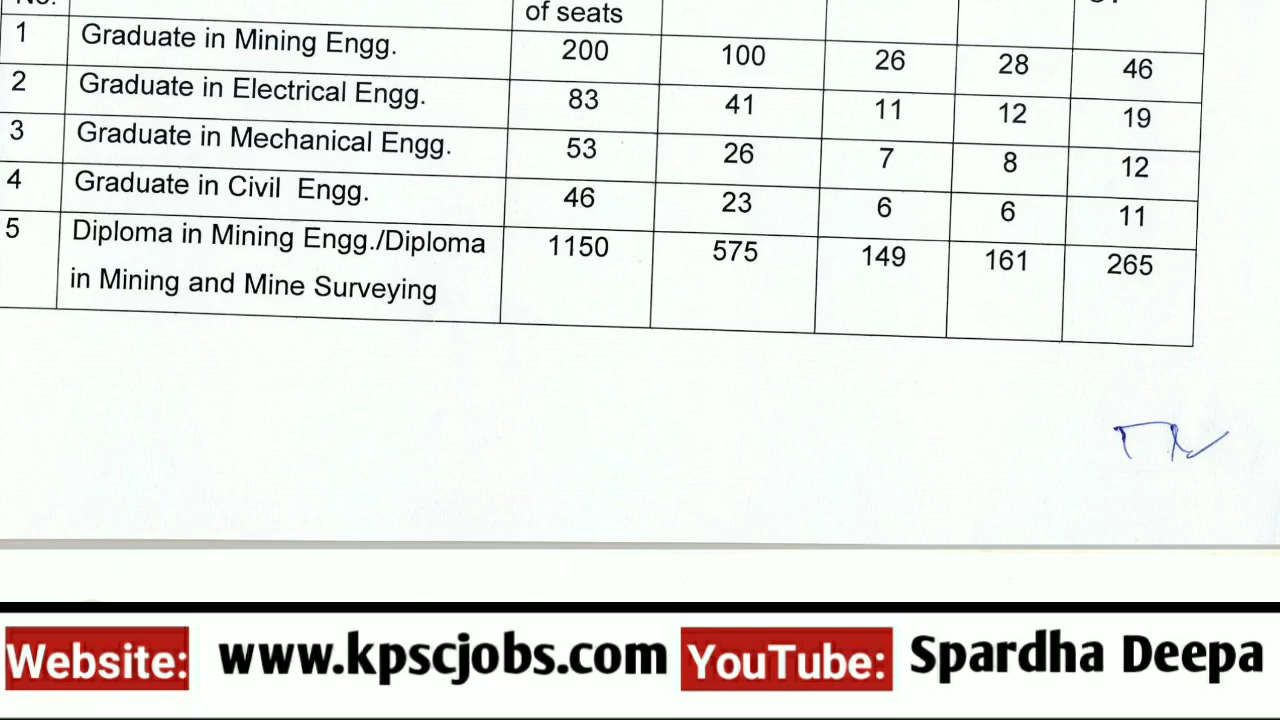 of seats
1 Graduate in Mining Engg. 200 100 26 28 46
2 Graduate in Electrical Engg. 83 41 11 12 19
3 Graduate in Mechanical Engg. 53 26 7 8 12
4 Graduate in Civil Engg. 46 23 6 6 11
5 Diploma in Mining Engg./Diploma 1150 575 149 161 265
in Mining and Mine Surveying
Website: www.kpscjobs.com YouTube: Spardha Deepa